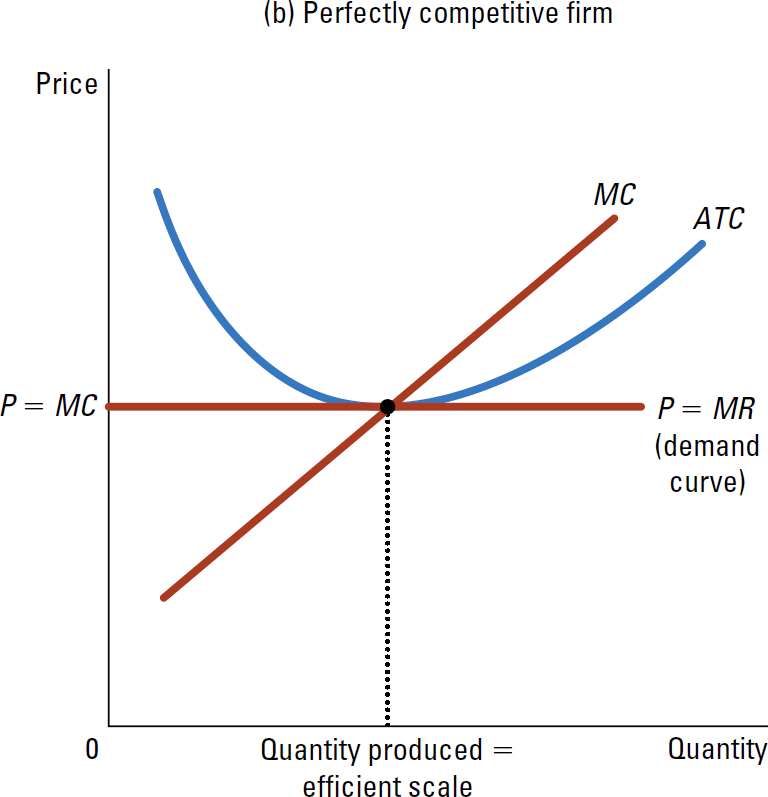 (b) Perfectly competitive firm
Price
MC
ATC
P = MC
P = MR
(demand
curve)
0
Quantity produced =
efficient scale
Quantity